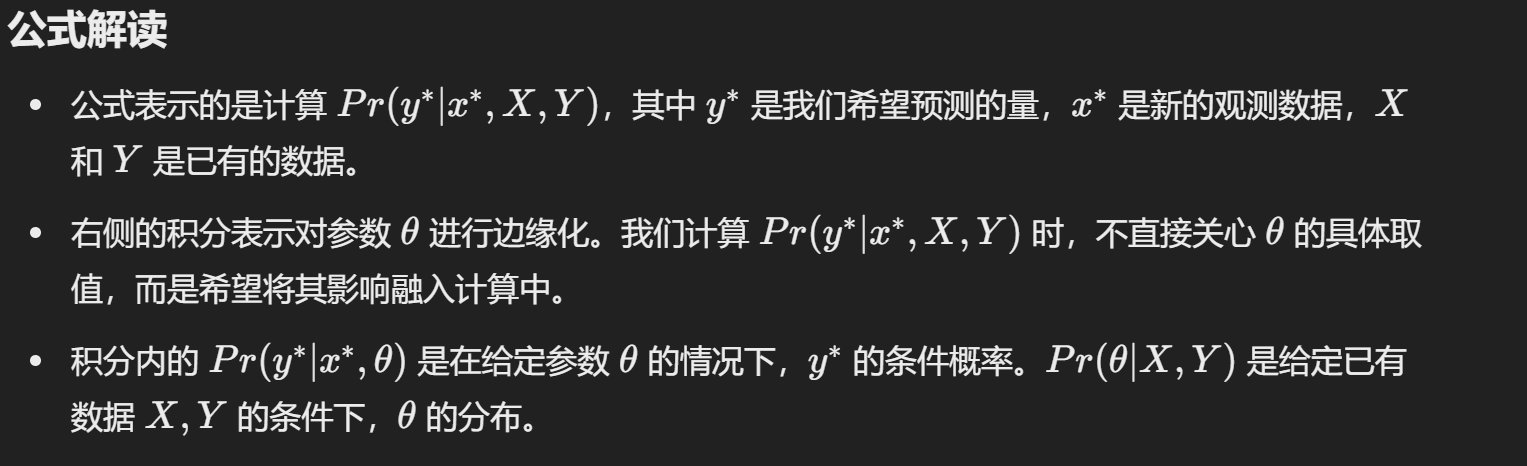 公式解读
• 公式表示的是计算 Pr(y*|x*, X, Y)，其中 y* 是我们希望预测的量，x* 是新的观测数据，X
和 Y 是已有的数据。
• 右侧的积分表示对参数 θ 进行边缘化。我们计算 Pr(y*|x*, X, Y) 时，不直接关心 θ 的具体取
值，而是希望将其影响融入计算中。
• 积分内的 Pr(y*|x*, θ) 是在给定参数 θ 的情况下，y* 的条件概率。Pr(θ|X, Y) 是给定已有
数据 X, Y 的条件下，θ 的分布。